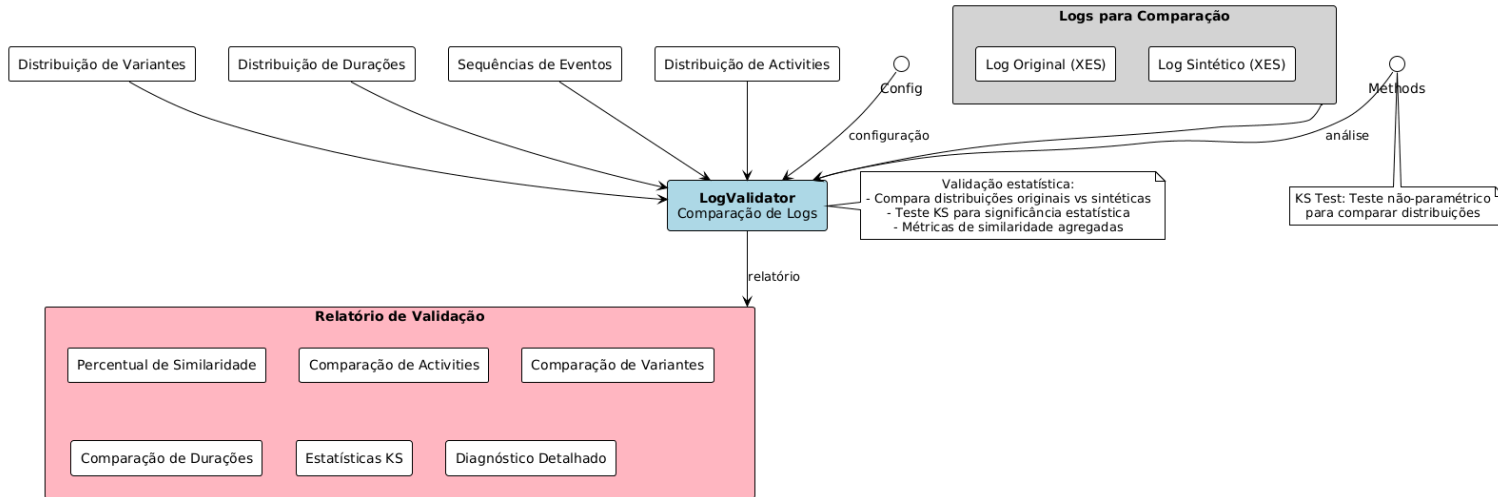 Logs para Comparação
Distribuição de Variantes
Distribuição de Durações
Sequências de Eventos
Distribuição de Activities
Log Original (XES)
Log Sintético (XES)
Config
Methods
configuração
análise
LogValidator
Comparação de Logs
Validação estatística:
- Compara distribuições originais vs sintéticas
- Teste KS para significância estatística
- Métricas de similaridade agregadas
KS Test: Teste não-paramétrico
para comparar distribuições
relatório
Relatório de Validação
Percentual de Similaridade
Comparação de Activities
Comparação de Variantes
Comparação de Durações
Estatísticas KS
Diagnóstico Detalhado